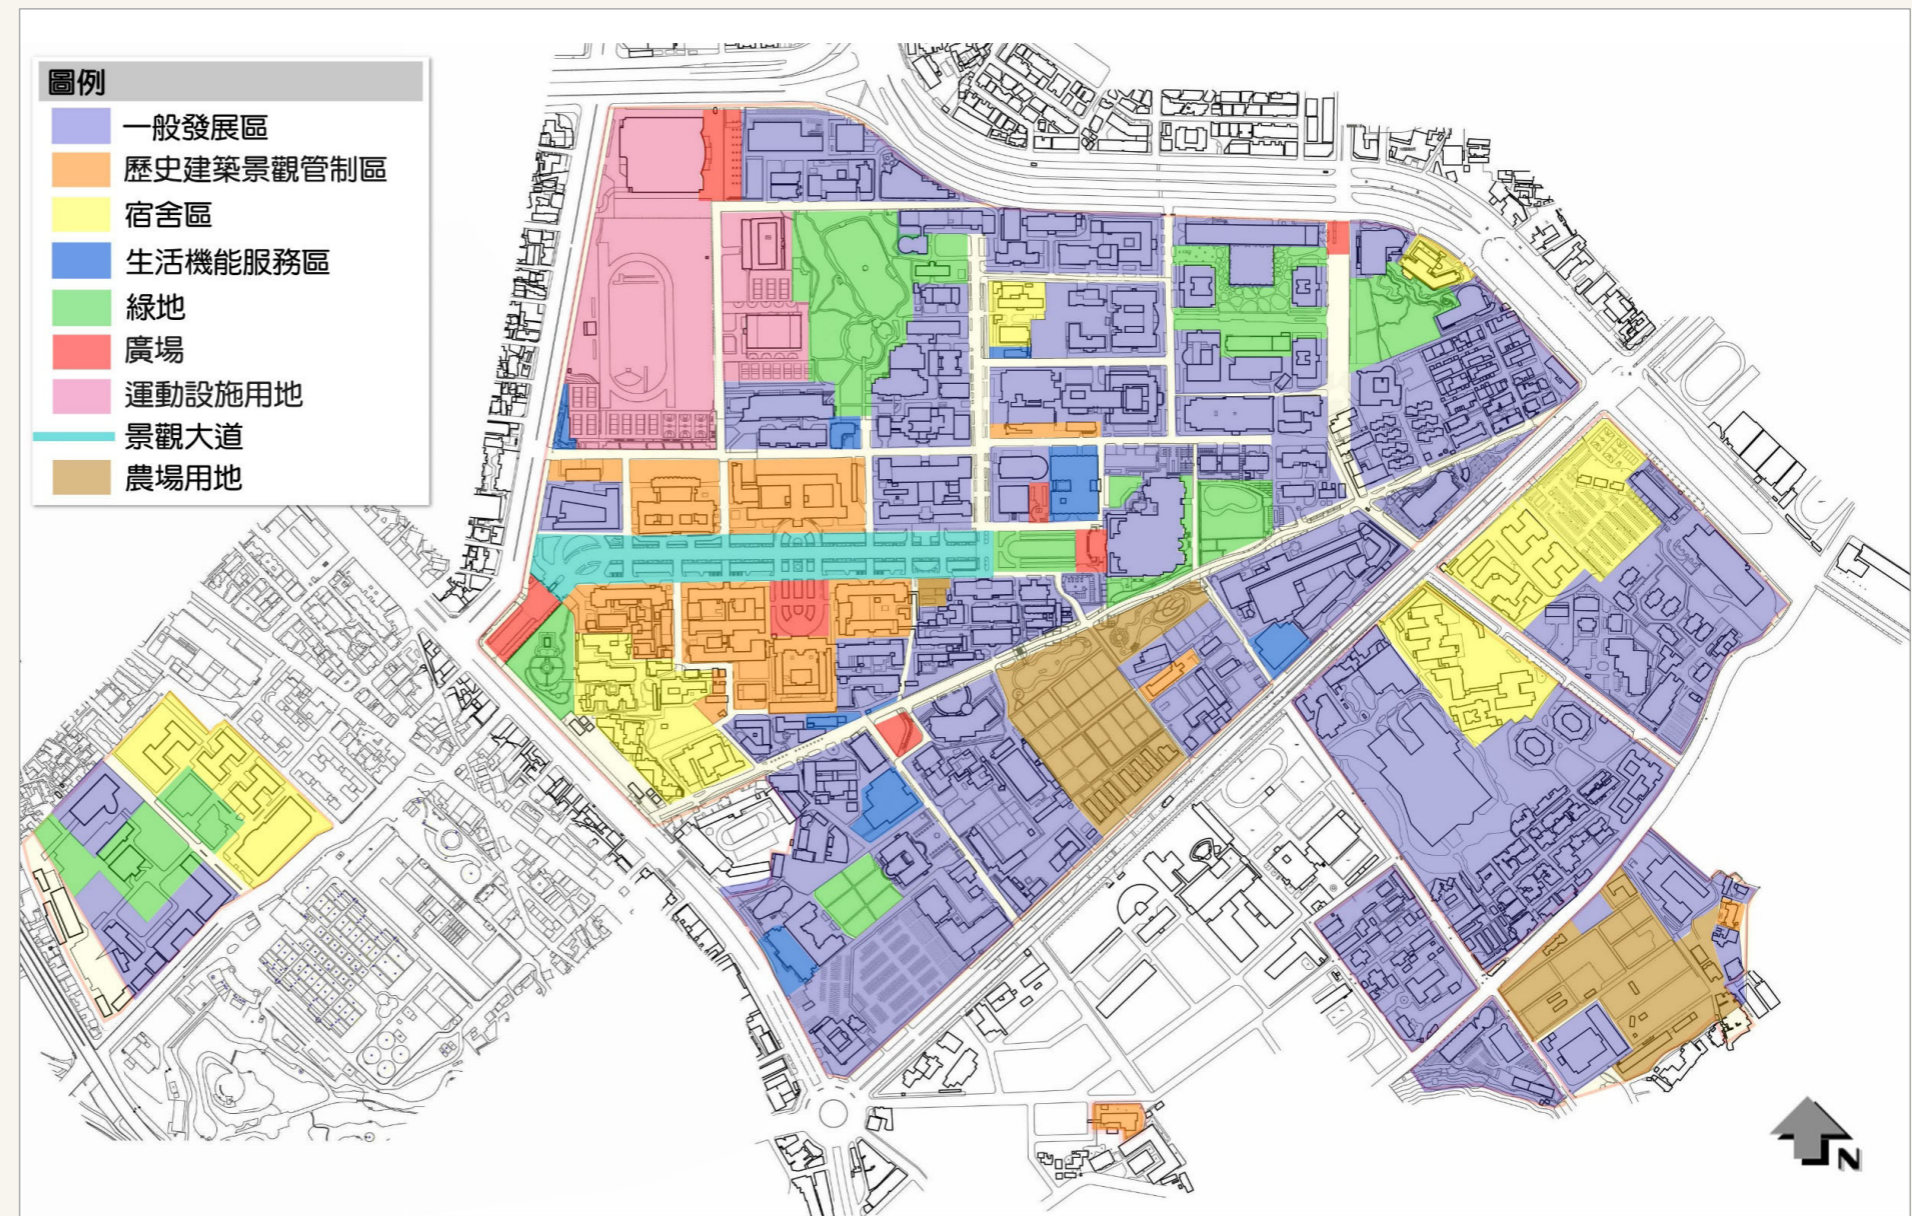 圖例
一般發展區
歷史建築景觀管制區
宿舍區
生活機能服務區
綠地
廣場
運動設施用地
景觀大道
農場用地
N